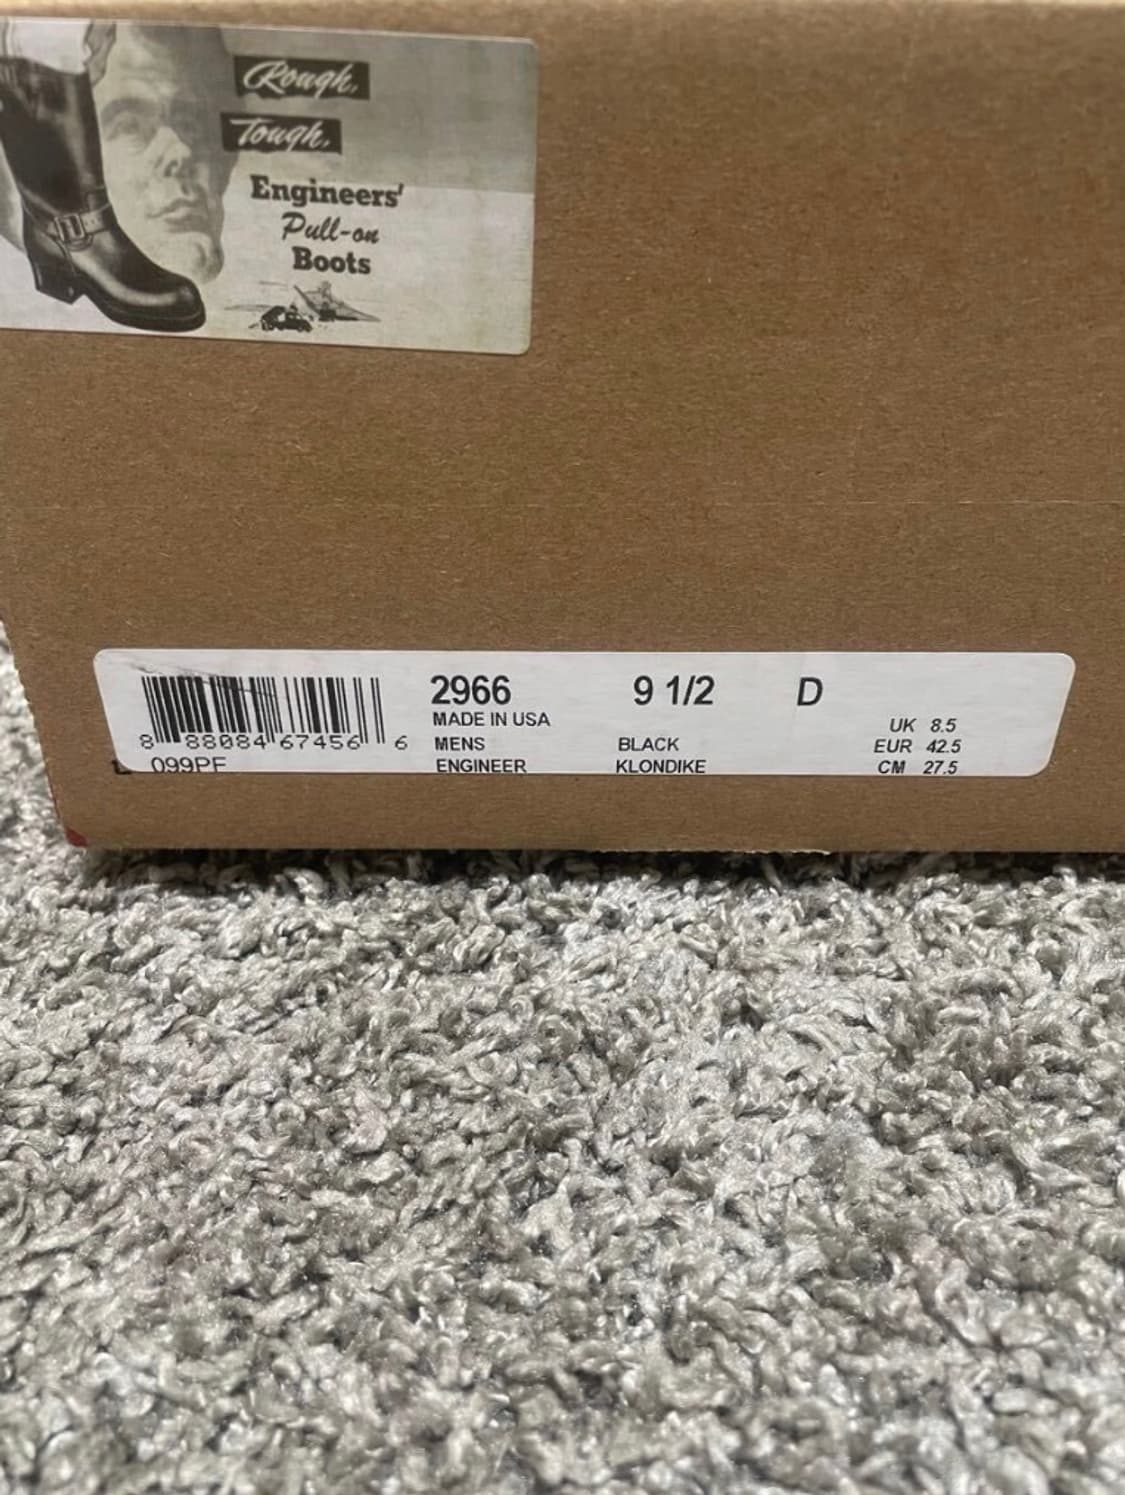 Rough,
Tough,
Engineers'
Pull-on
Boots
2966 9 1/2 D
MADE IN USA
UK 8.5
8 88084 67456 6
MENS BLACK
EUR 42.5
099PF
ENGINEER KLONDIKE
CM 27.5